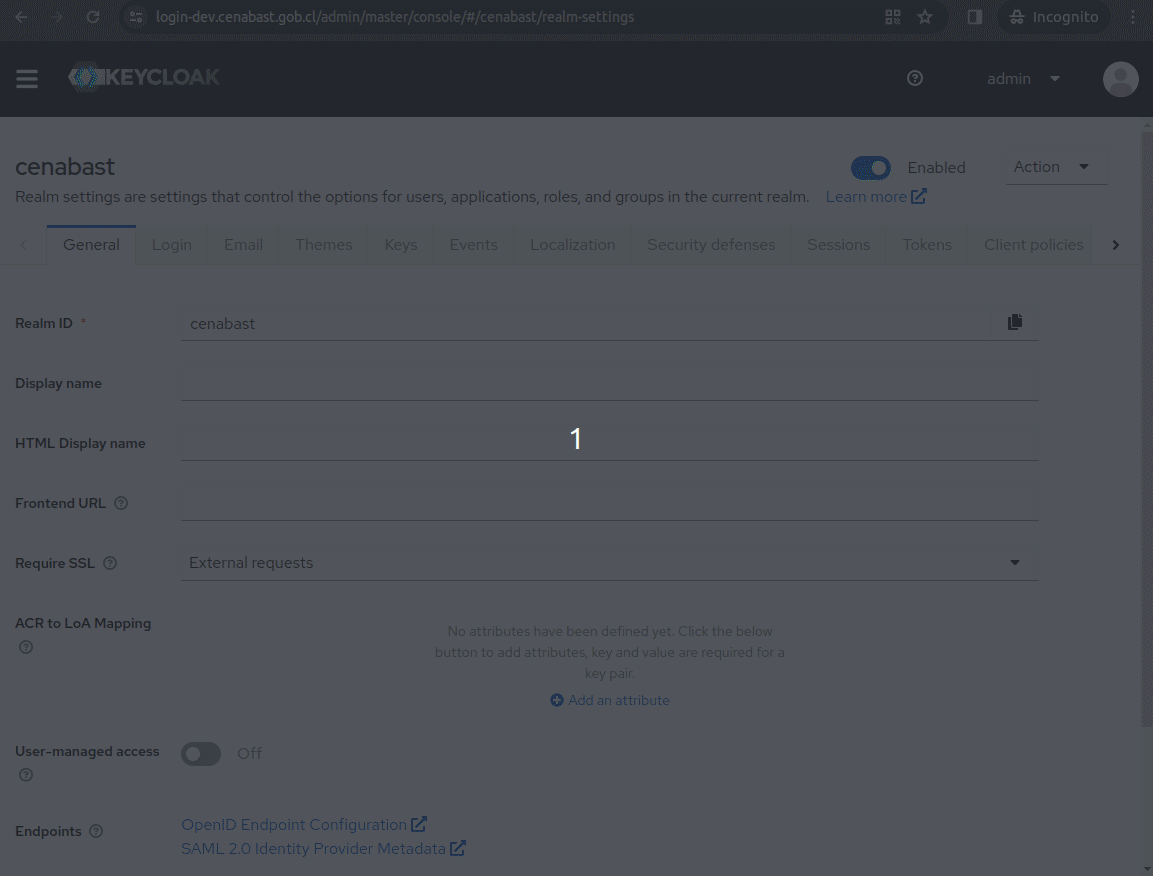 login-dev.cenabast.gob.cl/admin/master/console/#/cenabast/realm-settings
Incognito
KEYCLOAK
admin
cenabast
Enabled
Action
Realm settings are settings that control the options for users, applications, roles, and groups in the current realm. Learn more
General Login Email Themes Keys Events Localization Security defenses Sessions Tokens Client policies
Realm ID *
cenabast
Display name
HTML Display name
1
Frontend URL
Require SSL
External requests
ACR to LoA Mapping
No attributes have been defined yet. Click the below
button to add attributes, key and value are required for a
key pair.
Add an attribute
User-managed access
Off
Endpoints
OpenID Endpoint Configuration
SAML 2.0 Identity Provider Metadata